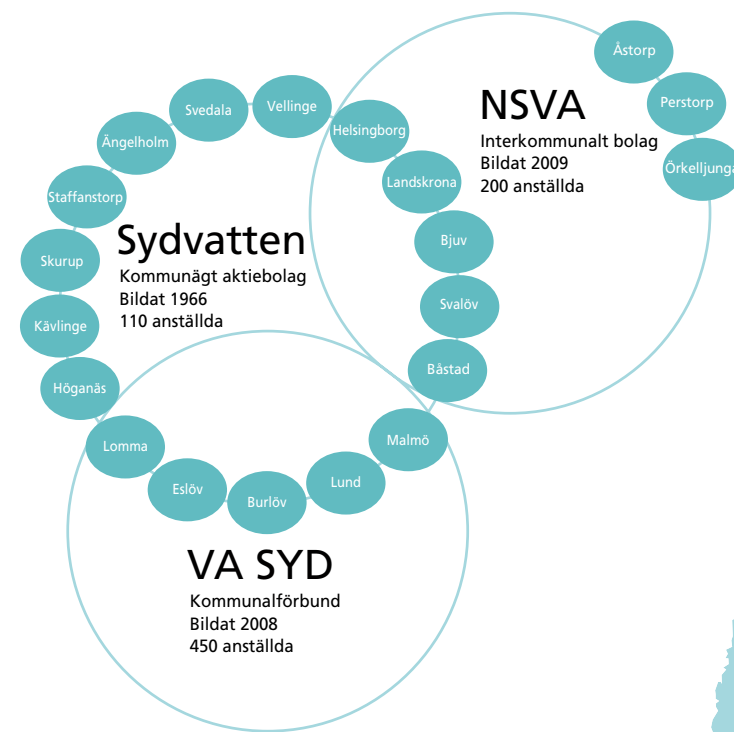 Åstorp
Perstorp
Örkelljunga
NSVA
Interkommunalt bolag
Bildat 2009
200 anställda
Vellinge
Svedala
Ängelholm
Staffanstorp
Skurup
Kävlinge
Höganäs
Helsingborg
Landskrona
Bjuv
Svalöv
Båstad
Sydvatten
Kommunägt aktiebolag
Bildat 1966
110 anställda
Lomma
Eslöv
Burlöv
Lund
Malmö
VA SYD
Kommunalförbund
Bildat 2008
450 anställda